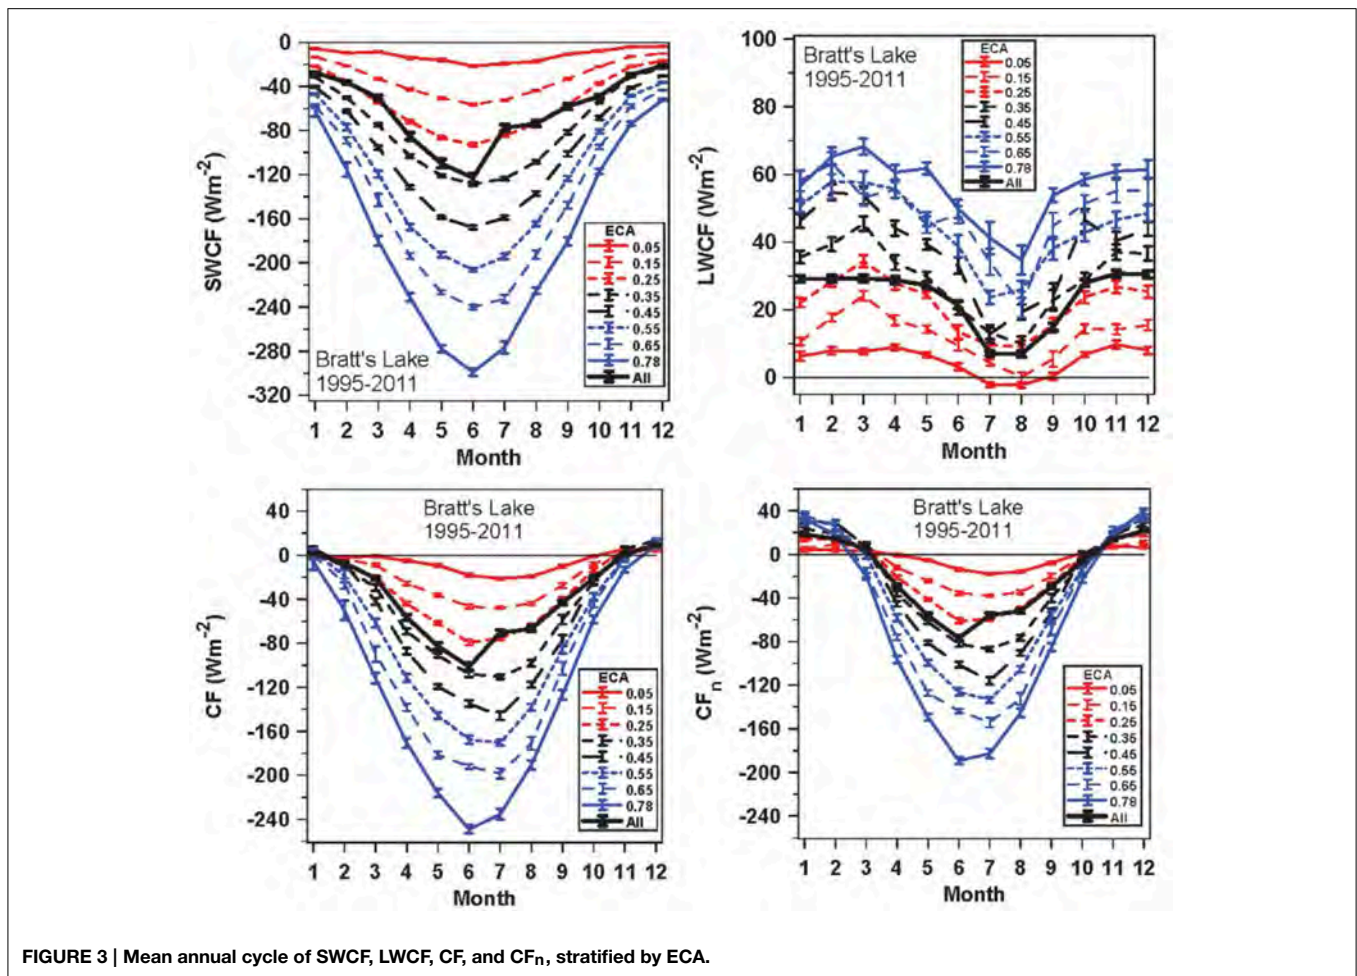 0
-40
-80
-120
-160
-200
-240
-280
-320
SWCF (Wm-2)
Bratt's Lake
1995-2011
ECA
0.05
0.15
0.25
0.35
0.45
0.55
0.65
0.78
All
1 2 3 4 5 6 7 8 9 10 11 12
Month
100
80
60
40
20
0
LWCF (Wm-2)
Bratt's Lake
1995-2011
ECA
0.05
0.15
0.25
0.35
0.45
0.55
0.65
0.78
All
1 2 3 4 5 6 7 8 9 10 11 12
Month
40
0
-40
-80
-120
-160
-200
-240
CF (Wm-2)
Bratt's Lake
1995-2011
ECA
0.05
0.15
0.25
0.35
0.45
0.55
0.65
0.78
All
1 2 3 4 5 6 7 8 9 10 11 12
Month
40
0
-40
-80
-120
-160
-200
-240
CFn (Wm-2)
Bratt's Lake
1995-2011
ECA
0.05
0.15
0.25
0.35
0.45
0.55
0.65
0.78
All
1 2 3 4 5 6 7 8 9 10 11 12
Month
FIGURE 3 | Mean annual cycle of SWCF, LWCF, CF, and CFn, stratified by ECA.